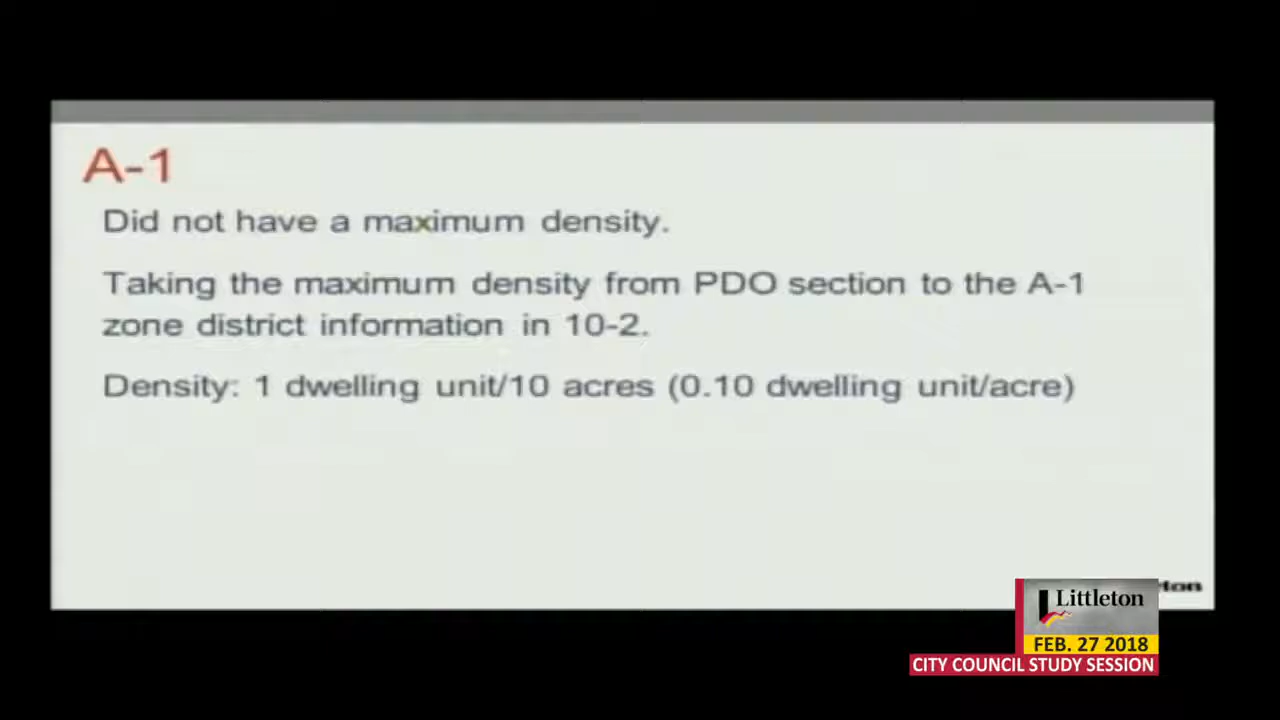 A-1
Did not have a maximum density.
Taking the maximum density from PDO section to the A-1
zone district information in 10-2.
Density: 1 dwelling unit/10 acres (0.10 dwelling unit/acre)
ton
Littleton
FEB. 27 2018
CITY COUNCIL STUDY SESSION